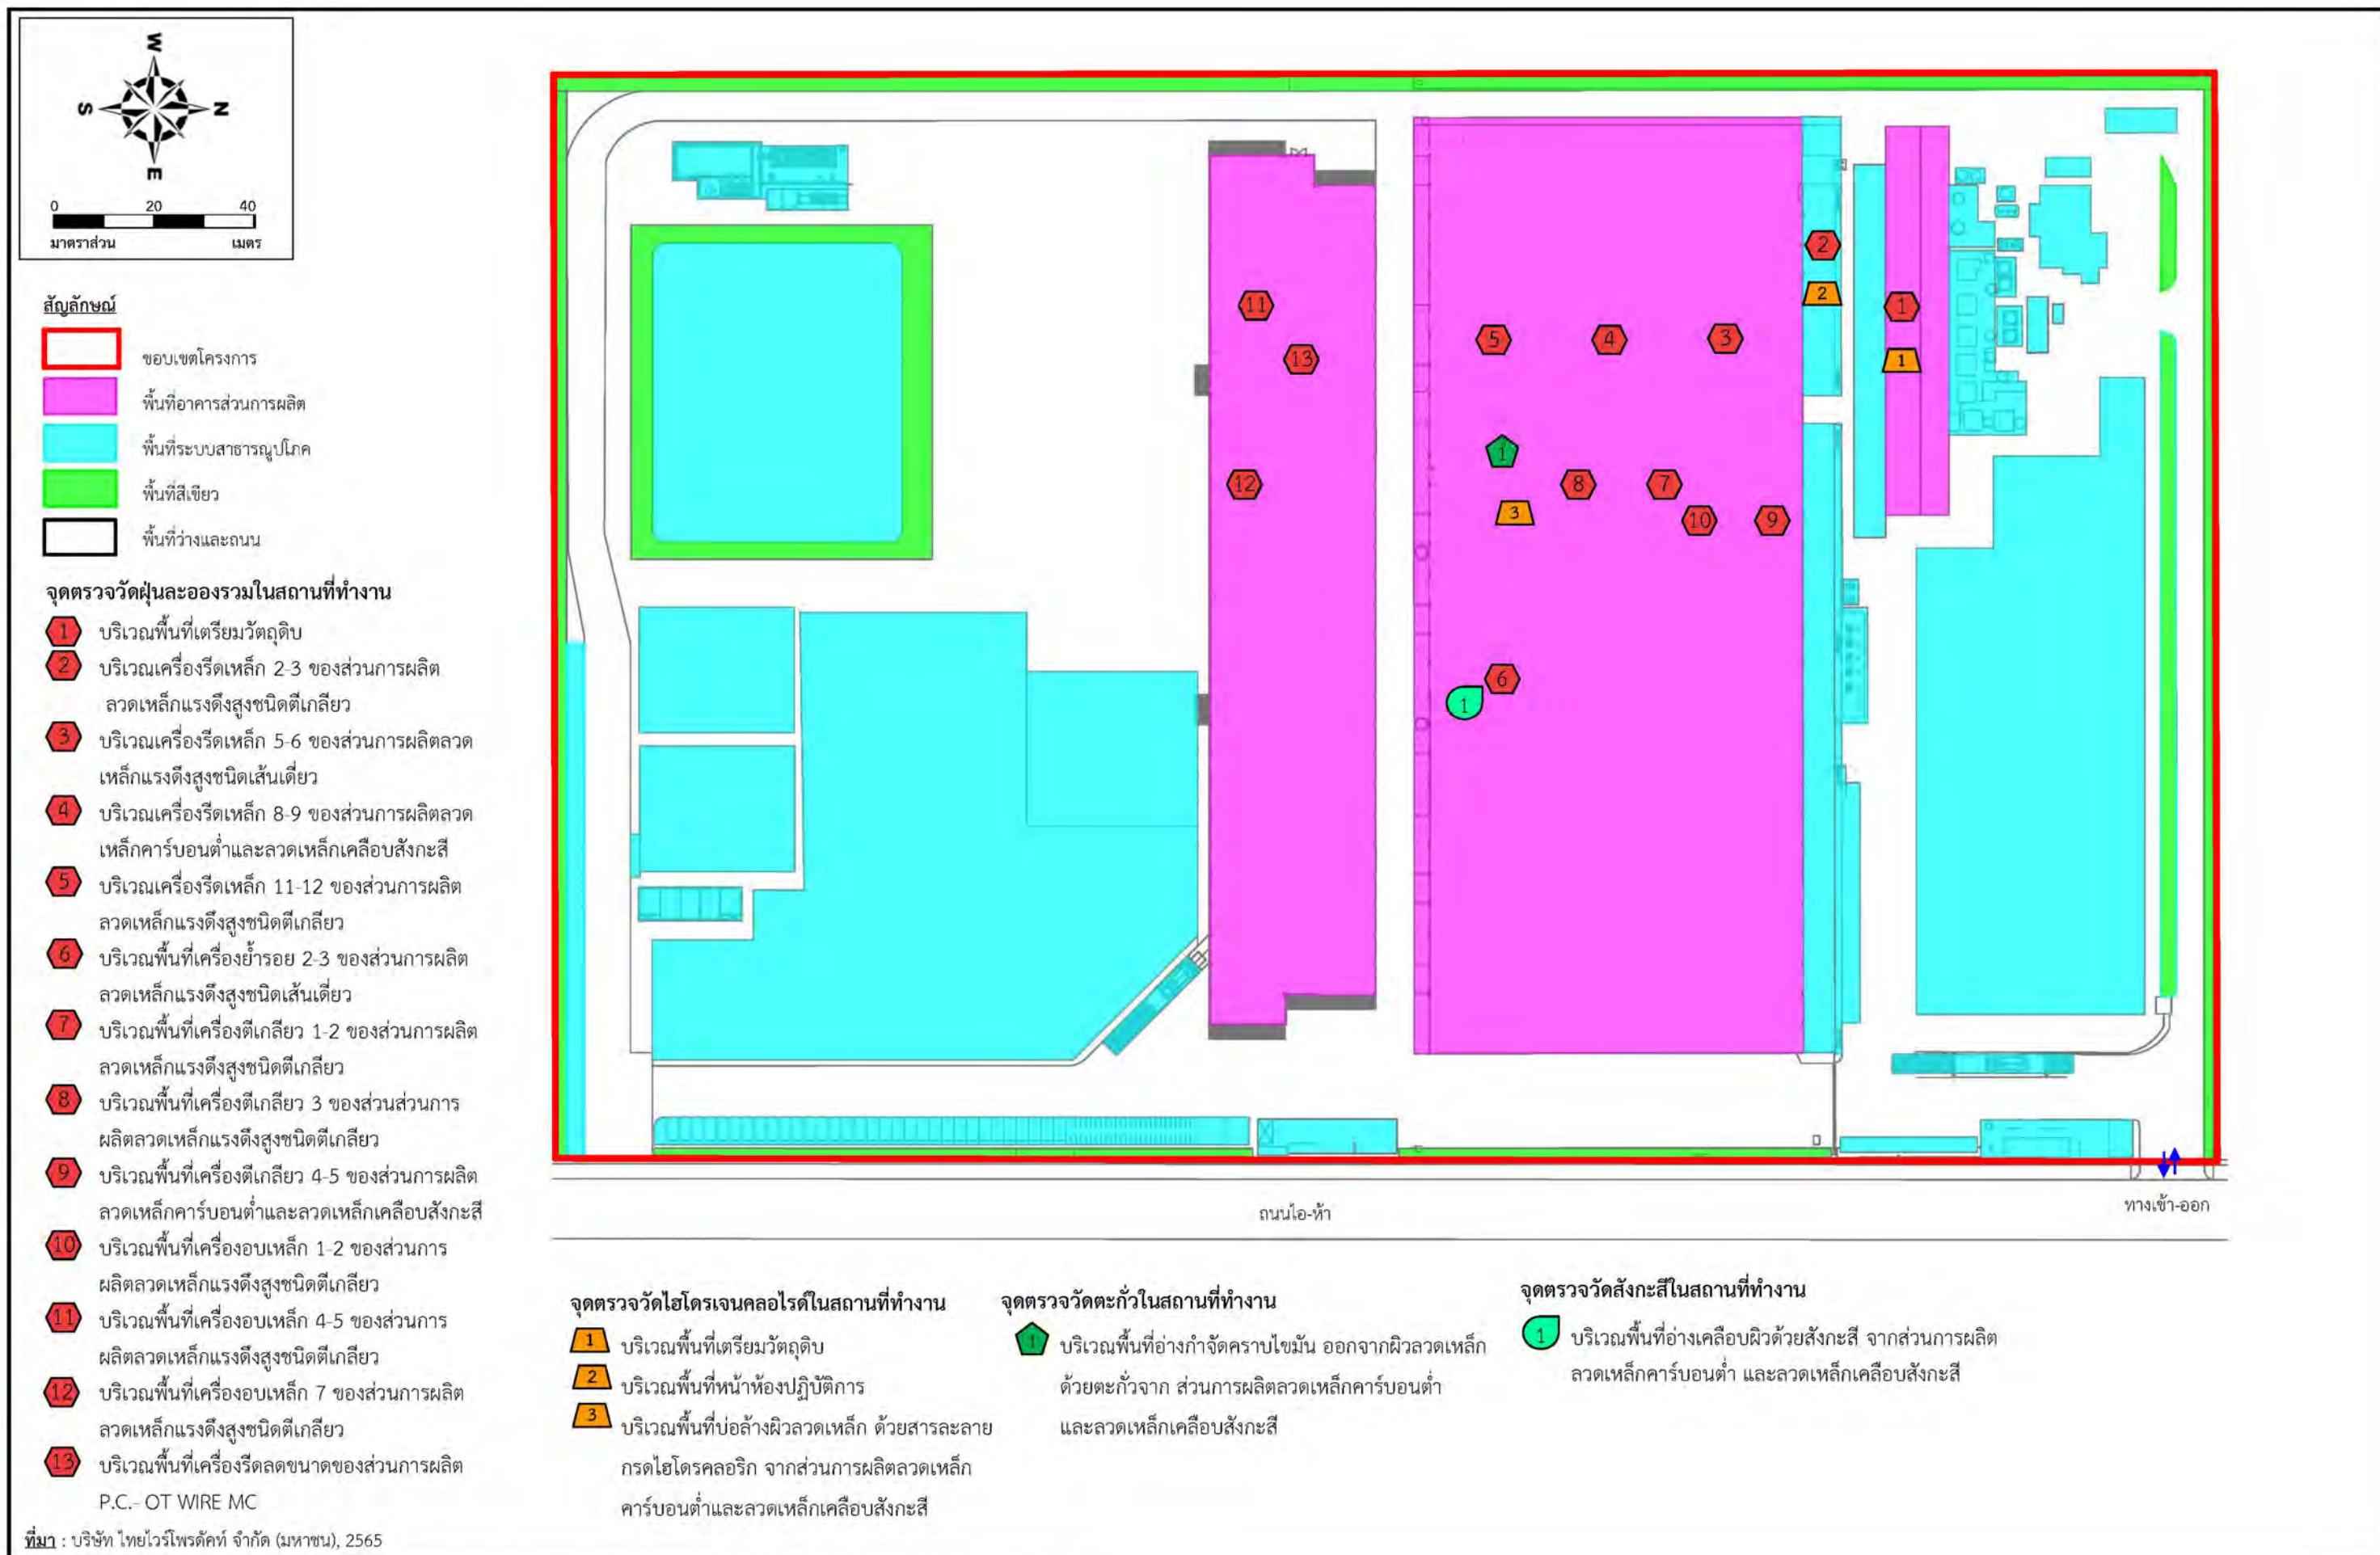 W
S
N
E
0 20 40
มาตราส่วน เมตร
สัญลักษณ์
ขอบเขตโครงการ
พื้นที่อาคารส่วนการผลิต
พื้นที่ระบบสาธารณูปโภค
พื้นที่สีเขียว
พื้นที่ว่างและถนน
จุดตรวจวัดฝุ่นละอองรวมในสถานที่ทำงาน
1 บริเวณพื้นที่เตรียมวัตถุดิบ
2 บริเวณเครื่องรีดเหล็ก 2-3 ของส่วนการผลิต
ลวดเหล็กแรงดึงสูงชนิดตีเกลียว
3 บริเวณเครื่องรีดเหล็ก 5-6 ของส่วนการผลิตลวด
เหล็กแรงดึงสูงชนิดเส้นเดี่ยว
4 บริเวณเครื่องรีดเหล็ก 8-9 ของส่วนการผลิตลวด
เหล็กคาร์บอนต่ำและลวดเหล็กเคลือบสังกะสี
5 บริเวณเครื่องรีดเหล็ก 11-12 ของส่วนการผลิต
ลวดเหล็กแรงดึงสูงชนิดตีเกลียว
6 บริเวณพื้นที่เครื่องย้ำรอย 2-3 ของส่วนการผลิต
ลวดเหล็กแรงดึงสูงชนิดเส้นเดี่ยว
7 บริเวณพื้นที่เครื่องตีเกลียว 1-2 ของส่วนการผลิต
ลวดเหล็กแรงดึงสูงชนิดตีเกลียว
8 บริเวณพื้นที่เครื่องตีเกลียว 3 ของส่วนส่วนการ
ผลิตลวดเหล็กแรงดึงสูงชนิดตีเกลียว
9 บริเวณพื้นที่เครื่องตีเกลียว 4-5 ของส่วนการผลิต
ลวดเหล็กคาร์บอนต่ำและลวดเหล็กเคลือบสังกะสี
10 บริเวณพื้นที่เครื่องอบเหล็ก 1-2 ของส่วนการ
ผลิตลวดเหล็กแรงดึงสูงชนิดตีเกลียว
11 บริเวณพื้นที่เครื่องอบเหล็ก 4-5 ของส่วนการ
ผลิตลวดเหล็กแรงดึงสูงชนิดตีเกลียว
12 บริเวณพื้นที่เครื่องอบเหล็ก 7 ของส่วนการผลิต
ลวดเหล็กแรงดึงสูงชนิดตีเกลียว
13 บริเวณพื้นที่เครื่องรีดลดขนาดของส่วนการผลิต
P.C.- OT WIRE MC
ที่มา : บริษัท ไทยไวร์โพรดัคท์ จำกัด (มหาชน), 2565
2
2
11
1
5 4 3
13
1
1
12
8 7
3
10 9
6
1
ถนนไอ-ห้า
ทางเข้า-ออก
จุดตรวจวัดไฮโดรเจนคลอไรด์ในสถานที่ทำงาน
1 บริเวณพื้นที่เตรียมวัตถุดิบ
2 บริเวณพื้นที่หน้าห้องปฏิบัติการ
3 บริเวณพื้นที่บ่อล้างผิวลวดเหล็ก ด้วยสารละลาย
กรดไฮโดรคลอริก จากส่วนการผลิตลวดเหล็ก
คาร์บอนต่ำและลวดเหล็กเคลือบสังกะสี
จุดตรวจวัดตะกั่วในสถานที่ทำงาน
1 บริเวณพื้นที่อ่างกำจัดคราบไขมัน ออกจากผิวลวดเหล็ก
ด้วยตะกั่วจาก ส่วนการผลิตลวดเหล็กคาร์บอนต่ำ
และลวดเหล็กเคลือบสังกะสี
จุดตรวจวัดสังกะสีในสถานที่ทำงาน
1 บริเวณพื้นที่อ่างเคลือบผิวด้วยสังกะสี จากส่วนการผลิต
ลวดเหล็กคาร์บอนต่ำ และลวดเหล็กเคลือบสังกะสี